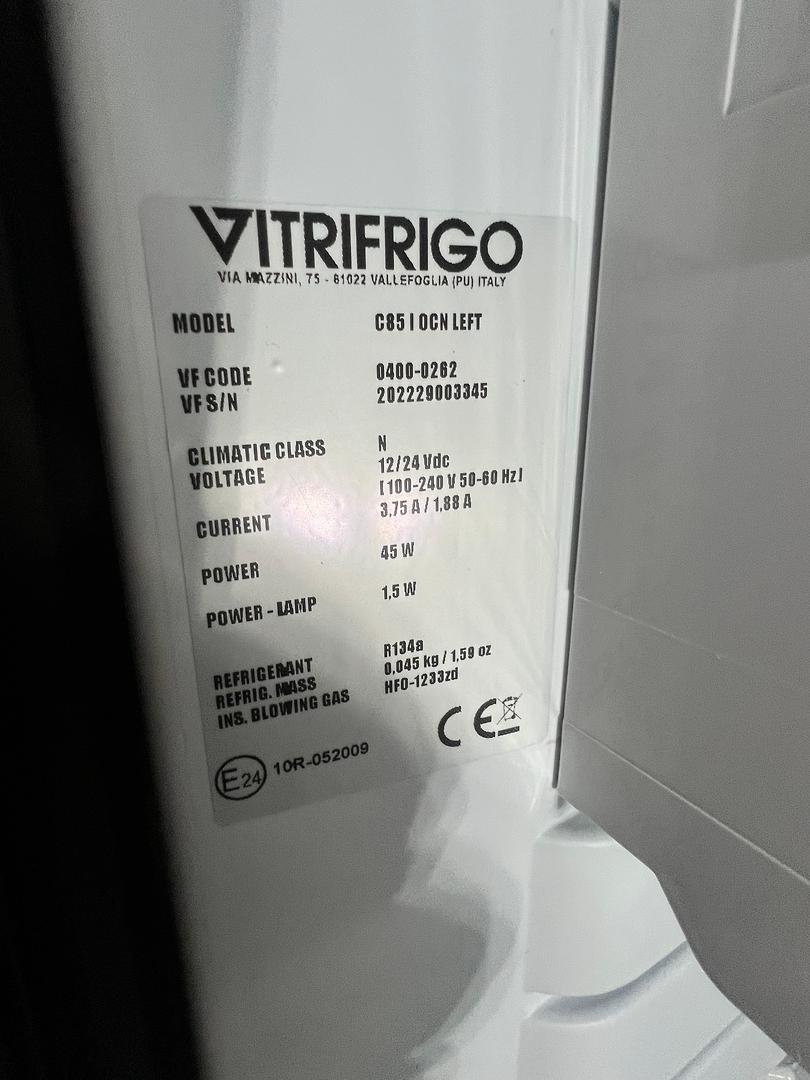 VITRIFRIGO
VIA MAZZINI, 75 - 61022 VALLEFOGLIA (PU) ITALY
MODEL C85 I OCN LEFT
VF CODE 0400-0262
VF S/N 202229003345
CLIMATIC CLASS N
VOLTAGE 12/24 Vdc
[100-240 V 50-60 Hz]
CURRENT 3,75 A / 1,88 A
POWER 45 W
POWER - LAMP 1,5 W
REFRIGERANT R134a
REFRIG. MASS 0,045 kg / 1,59 oz
INS. BLOWING GAS HFO-1233zd
CE
E24 10R-052009